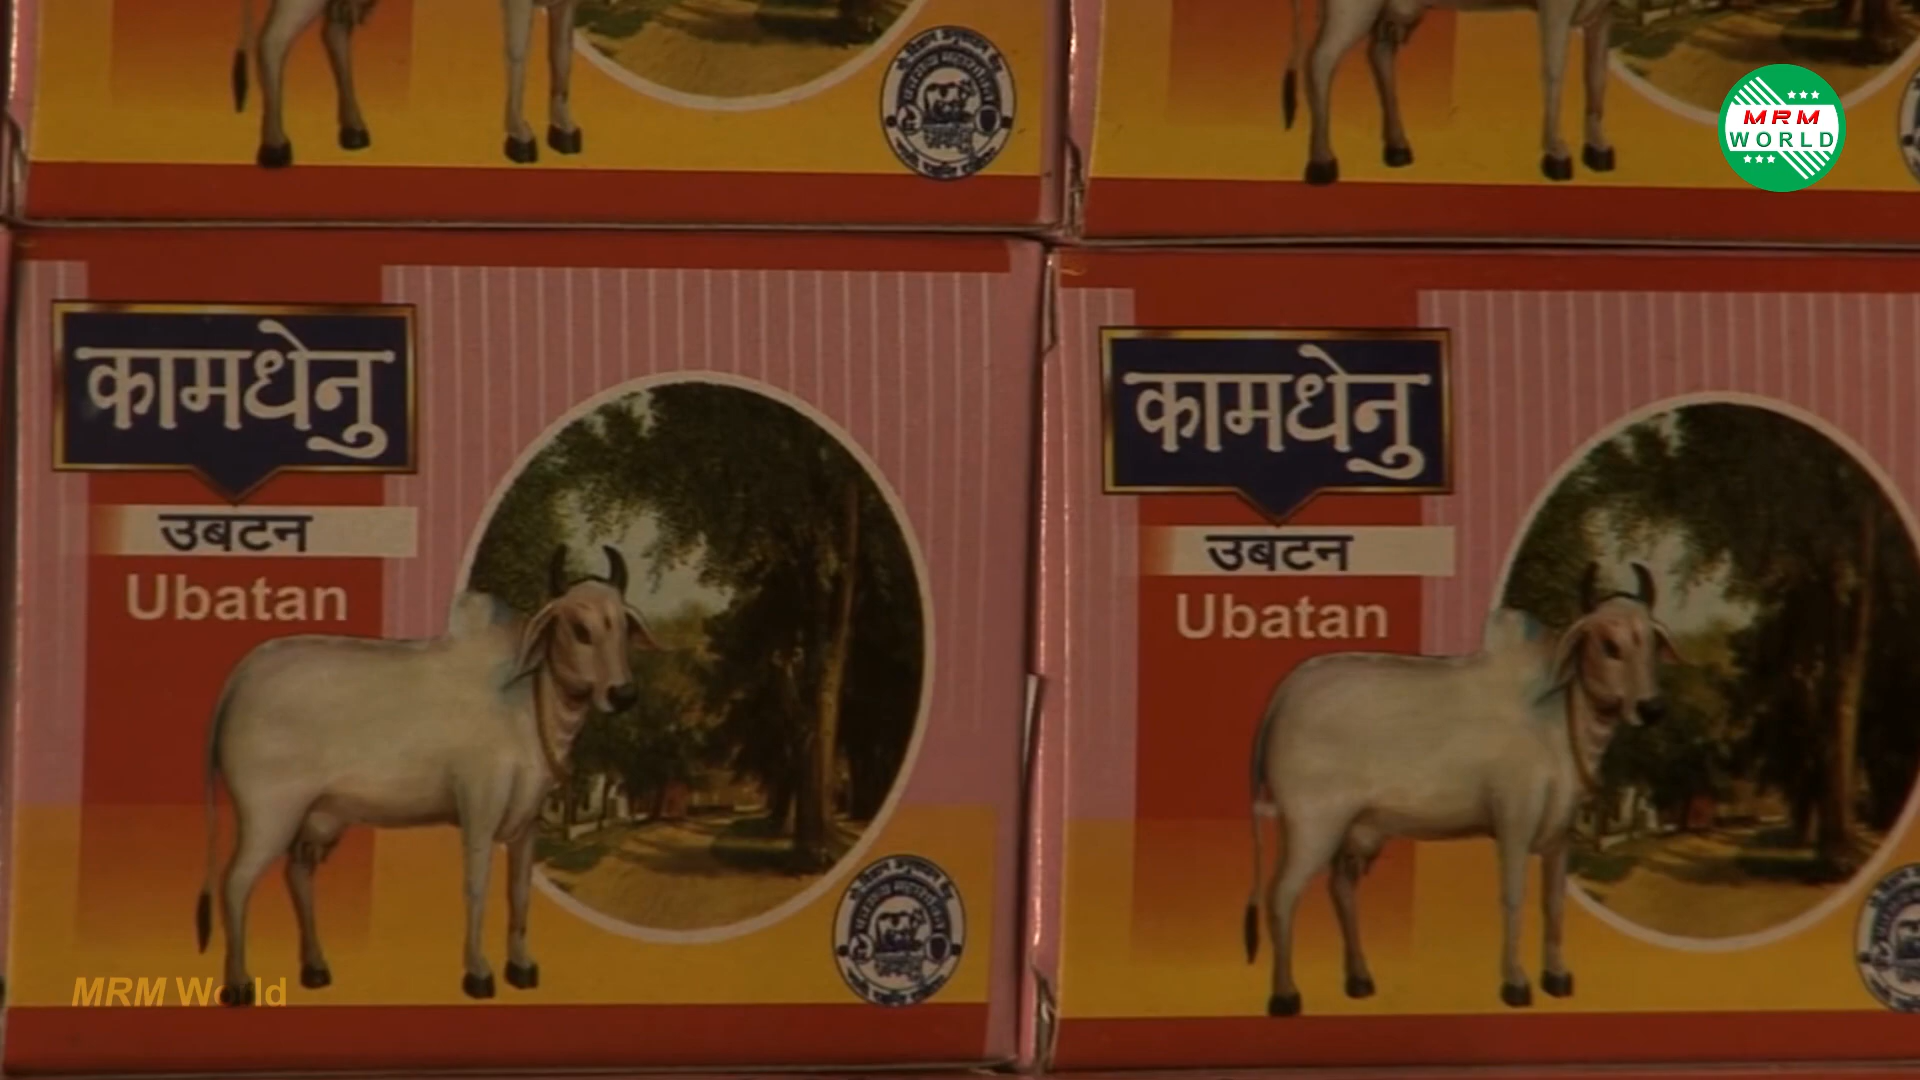 MRM
WORLD
कामधेनु
उबटन
Ubatan
कामधेनु
उबटन
Ubatan
MRM World